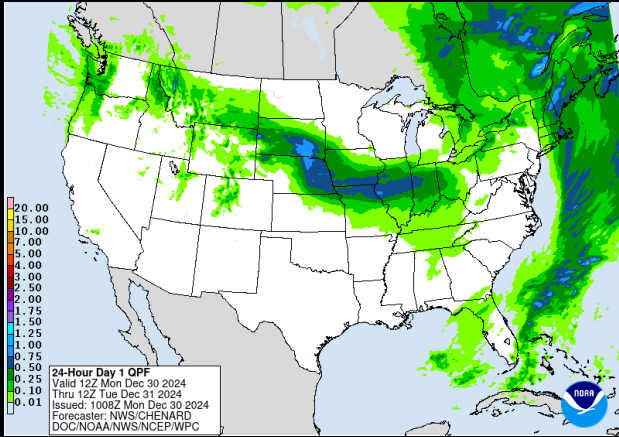 20.00
15.00
10.00
7.00
5.00
4.00
3.00
2.50
2.00
1.75
1.50
1.25
1.00
0.75
0.50
0.25
0.10
0.01
24-Hour Day 1 QPF
Valid 12Z Mon Dec 30 2024
Thru 12Z Tue Dec 31 2024
Issued: 1008Z Mon Dec 30 2024
Forecaster: NWS/CHENARD
DOC/NOAA/NWS/NCEP/WPC
NOAA